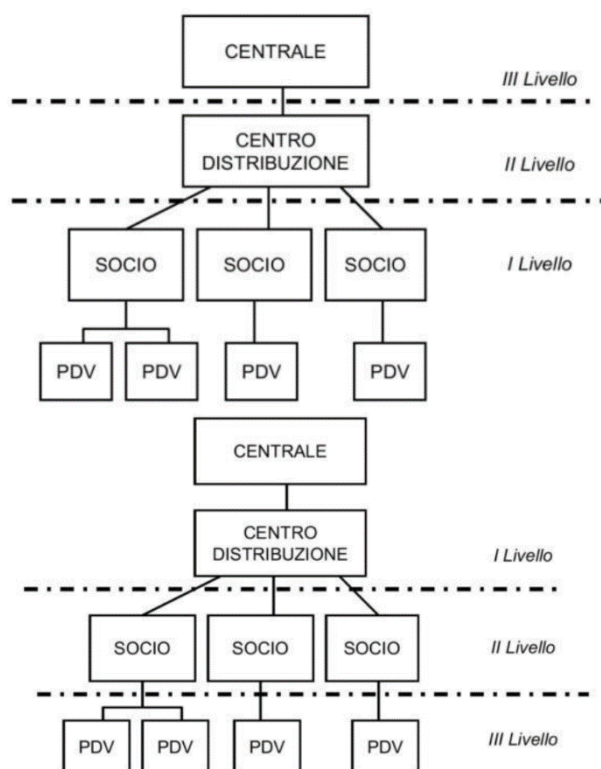 CENTRALE
III Livello
CENTRO
DISTRIBUZIONE
II Livello
SOCIO SOCIO SOCIO
I Livello
PDV PDV PDV PDV
CENTRALE
CENTRO
DISTRIBUZIONE
I Livello
SOCIO SOCIO SOCIO
II Livello
PDV PDV PDV PDV
III Livello